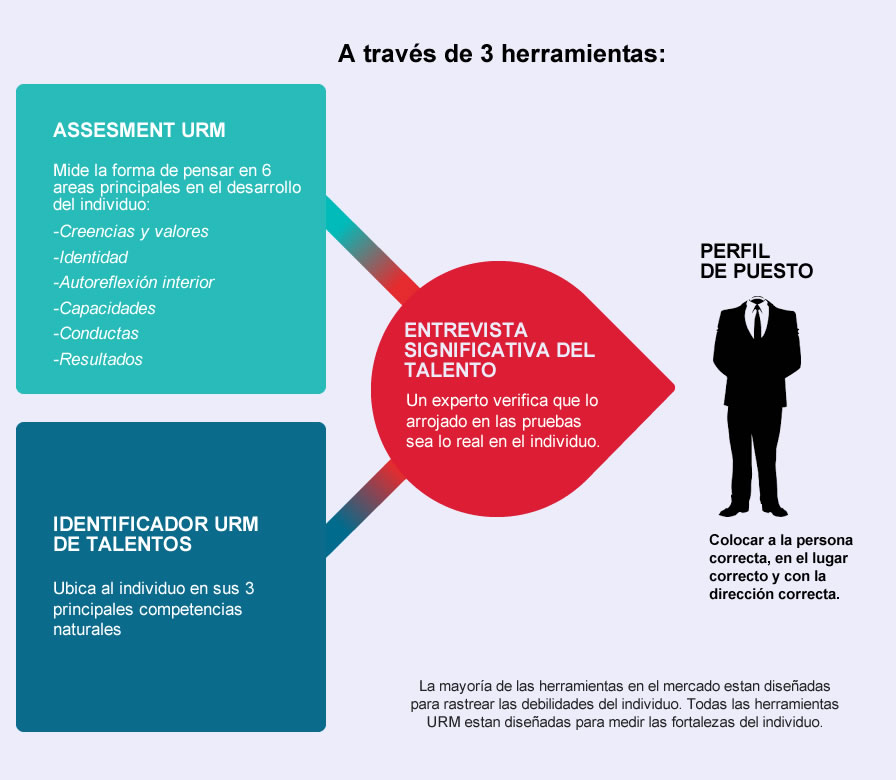 A través de 3 herramientas:
ASSESMENT URM
Mide la forma de pensar en 6
areas principales en el desarrollo
del individuo:
-Creencias y valores
-Identidad
-Autoreflexión interior
-Capacidades
-Conductas
-Resultados
IDENTIFICADOR URM
DE TALENTOS
Ubica al individuo en sus 3
principales competencias
naturales
ENTREVISTA
SIGNIFICATIVA DEL
TALENTO
Un experto verifica que lo
arrojado en las pruebas
sea lo real en el individuo.
PERFIL
DE PUESTO
Colocar a la persona
correcta, en el lugar
correcto y con la
dirección correcta.
La mayoría de las herramientas en el mercado estan diseñadas
para rastrear las debilidades del individuo. Todas las herramientas
URM estan diseñadas para medir las fortalezas del individuo.